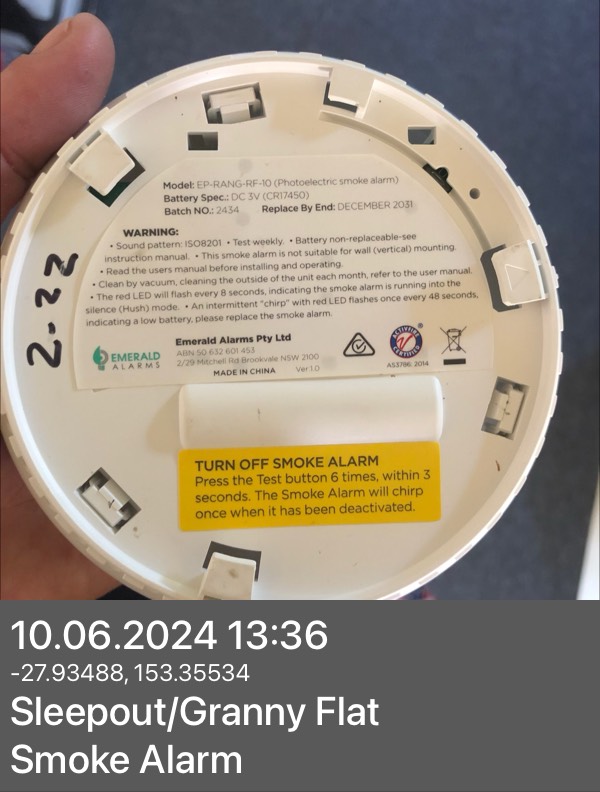 Model: EP-RANG-RF-10 (Photoelectric smoke alarm)
Battery Spec.: DC 3V (CR17450)
Batch NO.: 2434 Replace By End: DECEMBER 2031
WARNING:
• Sound pattern: ISO8201 • Test weekly. • Battery non-replaceable-see
instruction manual. • This smoke alarm is not suitable for wall (vertical) mounting.
• Read the users manual before installing and operating.
• Clean by vacuum, cleaning the outside of the unit each month, refer to the user manual.
• The red LED will flash every 8 seconds, indicating the smoke alarm is running into the
silence (Hush) mode. • An intermittent "chirp" with red LED flashes once every 48 seconds,
indicating a low battery, please replace the smoke alarm.
2.22
EMERALD
ALARMS
Emerald Alarms Pty Ltd
ABN 50 632 601 453
2/29 Mitchell Rd Brookvale NSW 2100
MADE IN CHINA Ver1.0
ACTIVFIRE
CERTIFIED
AS3786: 2014
TURN OFF SMOKE ALARM
Press the Test button 6 times, within 3
seconds. The Smoke Alarm will chirp
once when it has been deactivated.
10.06.2024 13:36
-27.93488, 153.35534
Sleepout/Granny Flat
Smoke Alarm